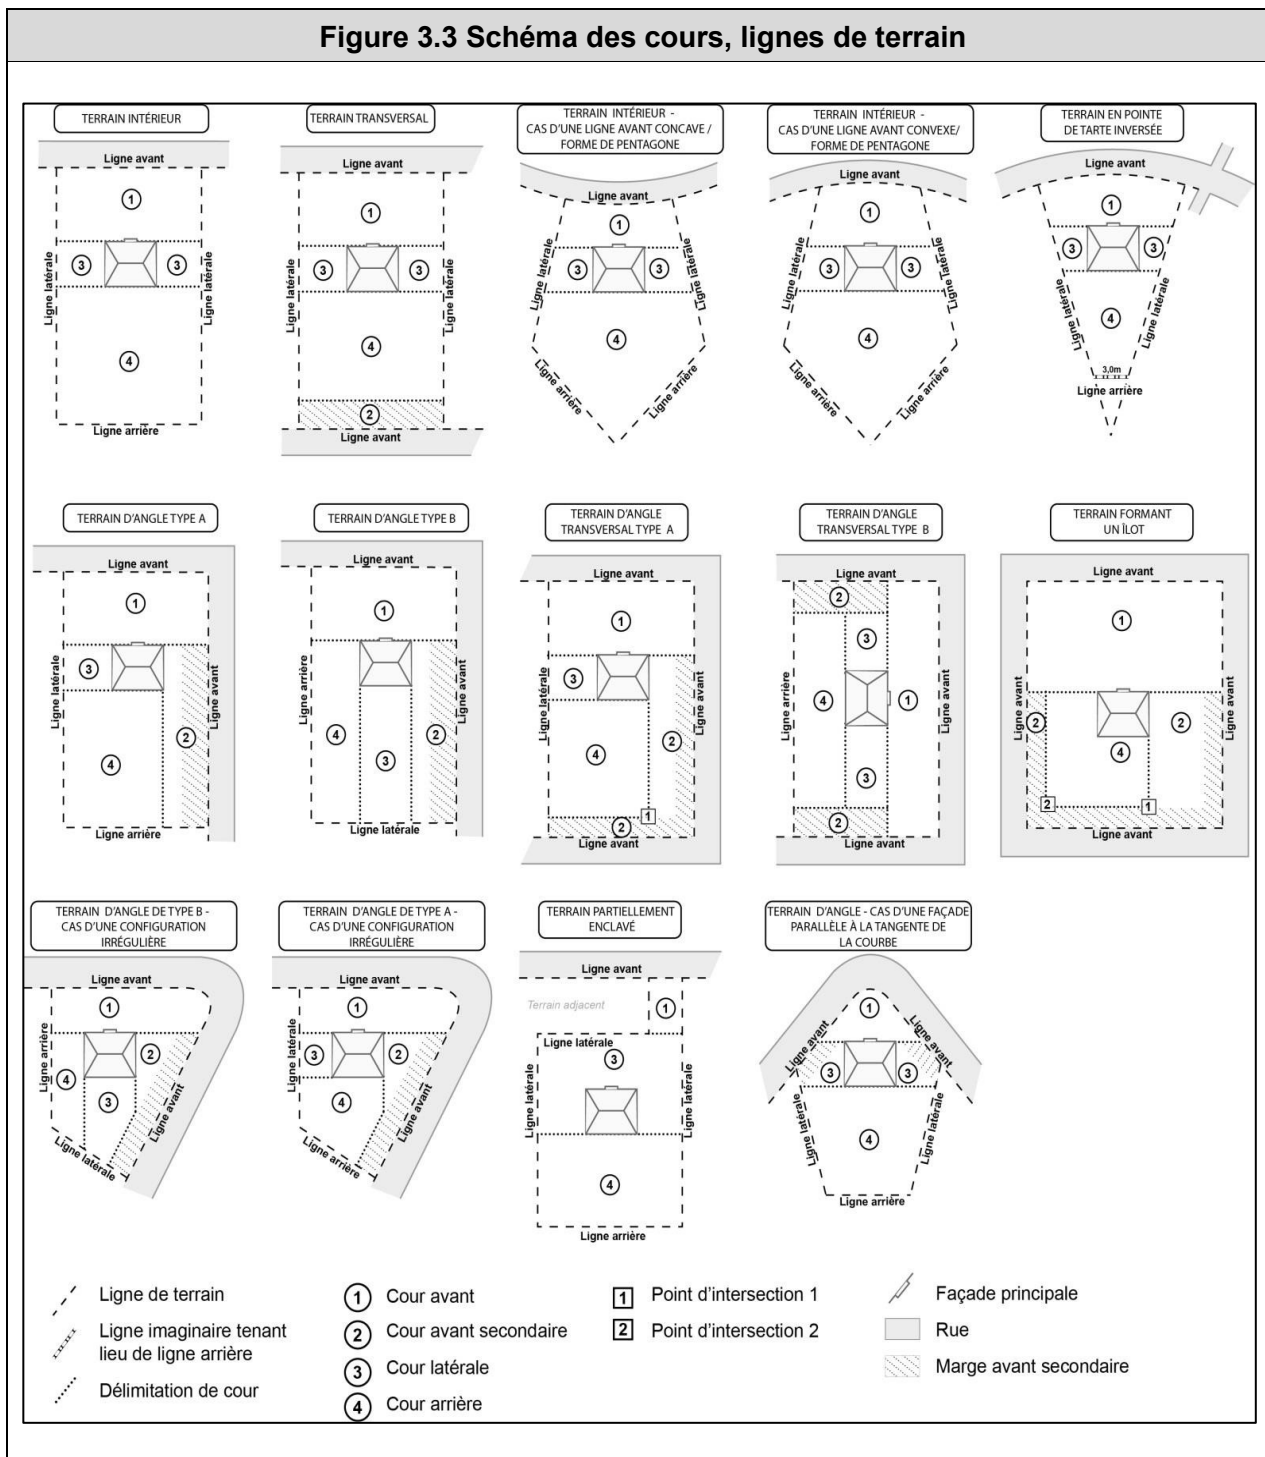 Figure 3.3 Schéma des cours, lignes de terrain
TERRAIN INTÉRIEUR
Ligne avant
1
Ligne latérale
3
3
Ligne latérale
4
Ligne arrière
TERRAIN TRANSVERSAL
Ligne avant
1
Ligne latérale
3
3
Ligne latérale
4
2
Ligne avant
TERRAIN INTÉRIEUR -
CAS D'UNE LIGNE AVANT CONCAVE /
FORME DE PENTAGONE
Ligne avant
1
Ligne latérale
3
3
Ligne latérale
4
Ligne arrière
Ligne arrière
TERRAIN INTÉRIEUR -
CAS D'UNE LIGNE AVANT CONVEXE/
FORME DE PENTAGONE
Ligne avant
1
Ligne latérale
3
3
Ligne latérale
4
Ligne arrière
Ligne arrière
TERRAIN EN POINTE
DE TARTE INVERSÉE
Ligne avant
1
3
3
Ligne latérale
4
Ligne latérale
3,0m
Ligne arrière
TERRAIN D'ANGLE TYPE A
Ligne avant
1
Ligne latérale
3
Ligne avant
2
4
Ligne arrière
TERRAIN D'ANGLE TYPE B
Ligne avant
1
Ligne arrière
Ligne avant
4
2
3
Ligne latérale
TERRAIN D'ANGLE
TRANSVERSAL TYPE A
Ligne avant
1
Ligne latérale
3
Ligne avant
2
4
1
2
Ligne avant
TERRAIN D'ANGLE
TRANSVERSAL TYPE B
Ligne avant
2
3
Ligne arrière
4
1
Ligne avant
3
2
Ligne avant
TERRAIN FORMANT
UN ÎLOT
Ligne avant
1
Ligne avant
2
2
Ligne avant
4
2
1
Ligne avant
TERRAIN D'ANGLE DE TYPE B -
CAS D'UNE CONFIGURATION
IRRÉGULIÈRE
Ligne avant
1
Ligne arrière
2
4
3
Ligne avant
Ligne latérale
TERRAIN D'ANGLE DE TYPE A -
CAS D'UNE CONFIGURATION
IRRÉGULIÈRE
Ligne avant
1
Ligne latérale
3
2
4
Ligne avant
Ligne arrière
TERRAIN PARTIELLEMENT
ENCLAVÉ
Ligne avant
Terrain adjacent
1
Ligne latérale
3
Ligne latérale
Ligne latérale
4
Ligne arrière
TERRAIN D'ANGLE - CAS D'UNE FAÇADE
PARALLÈLE À LA TANGENTE DE
LA COURBE
1
Ligne avant
Ligne avant
3
3
Ligne latérale
Ligne latérale
4
Ligne arrière
Ligne de terrain
Ligne imaginaire tenant
lieu de ligne arrière
Délimitation de cour
1 Cour avant
2 Cour avant secondaire
3 Cour latérale
4 Cour arrière
1 Point d'intersection 1
2 Point d'intersection 2
Façade principale
Rue
Marge avant secondaire